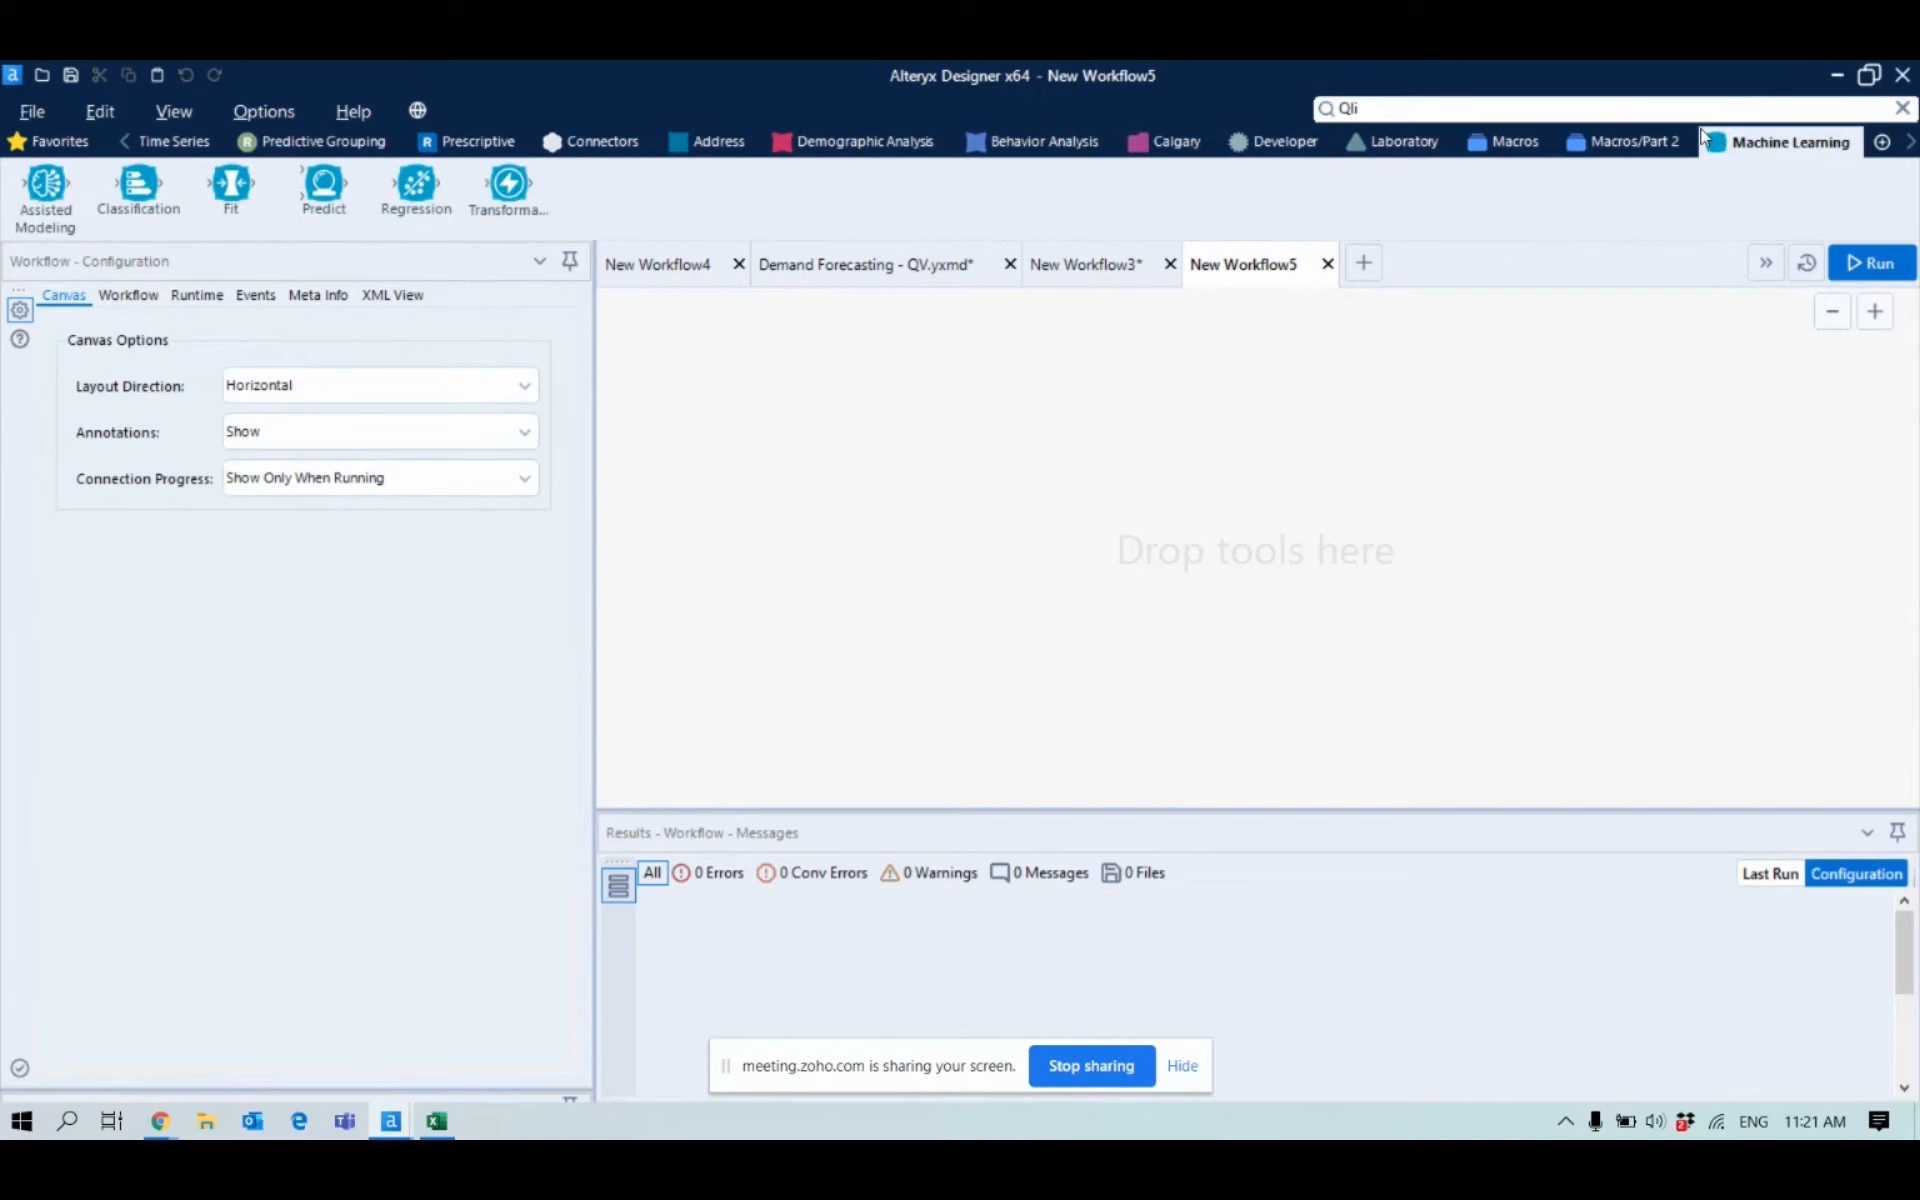 Alteryx Designer x64 - New Workflow5
File Edit View Options Help
Qli
Favorites Time Series Predictive Grouping Prescriptive Connectors Address Demographic Analysis Behavior Analysis Calgary Developer Laboratory Macros Macros/Part 2 Machine Learning
Assisted Modeling Classification Fit Predict Regression Transforma...
Workflow - Configuration
New Workflow4 Demand Forecasting - QV.yxmd* New Workflow3* New Workflow5
Run
Canvas Workflow Runtime Events Meta Info XML View
Canvas Options
Layout Direction: Horizontal
Annotations: Show
Connection Progress: Show Only When Running
Drop tools here
Results - Workflow - Messages
All 0 Errors 0 Conv Errors 0 Warnings 0 Messages 0 Files
Last Run Configuration
meeting.zoho.com is sharing your screen. Stop sharing Hide
ENG 11:21 AM